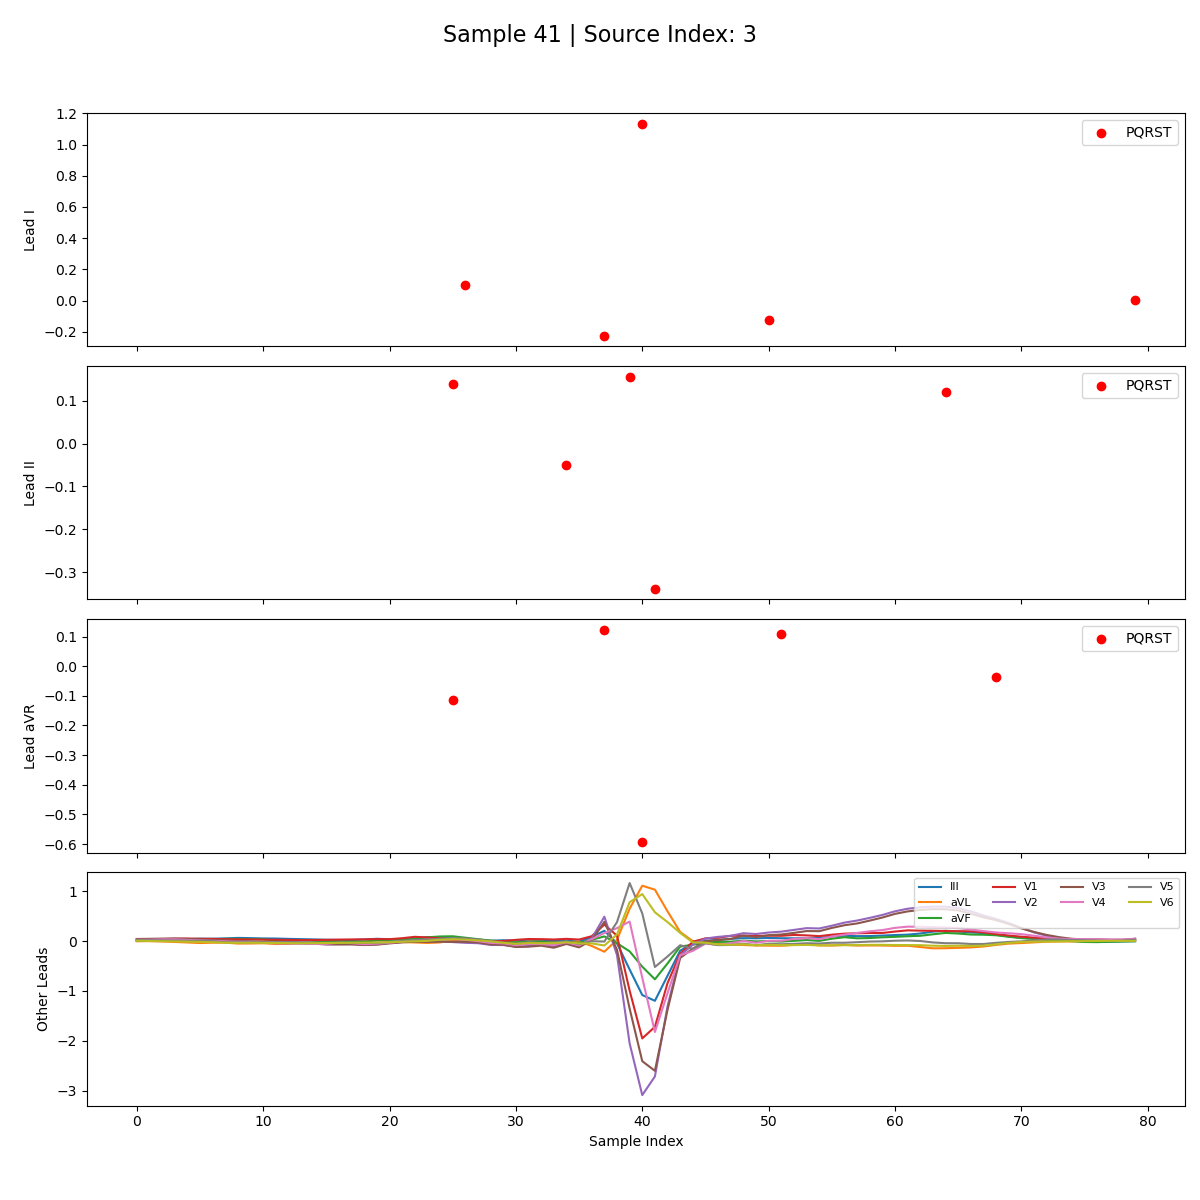 Sample 41 | Source Index: 3
1.2
1.0
0.8
0.6
0.4
0.2
0.0
−0.2
Lead I
PQRST
0.1
0.0
−0.1
−0.2
−0.3
Lead II
PQRST
0.1
0.0
−0.1
−0.2
−0.3
−0.4
−0.5
−0.6
Lead aVR
PQRST
1
0
−1
−2
−3
Other Leads
III V1 V3 V5
aVL V2 V4 V6
aVF
0 10 20 30 40 50 60 70 80
Sample Index